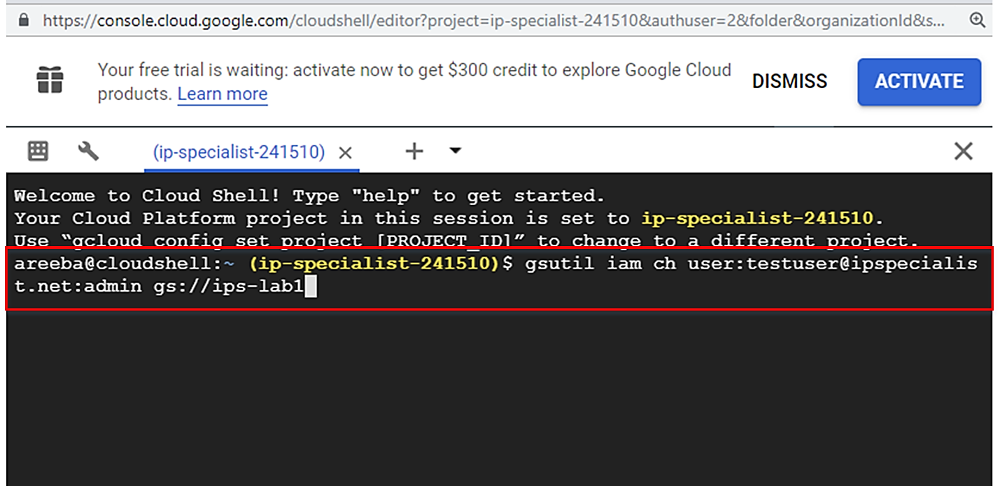 https://console.cloud.google.com/cloudshell/editor?project=ip-specialist-241510&authuser=2&folder&organizationId&s...
Your free trial is waiting: activate now to get $300 credit to explore Google Cloud
products. Learn more
DISMISS
ACTIVATE
(ip-specialist-241510)
Welcome to Cloud Shell! Type "help" to get started.
Your Cloud Platform project in this session is set to ip-specialist-241510.
Use “gcloud config set project [PROJECT_ID]” to change to a different project.
areeba@cloudshell:~ (ip-specialist-241510)$ gsutil iam ch user:testuser@ipspecialis
t.net:admin gs://ips-lab1